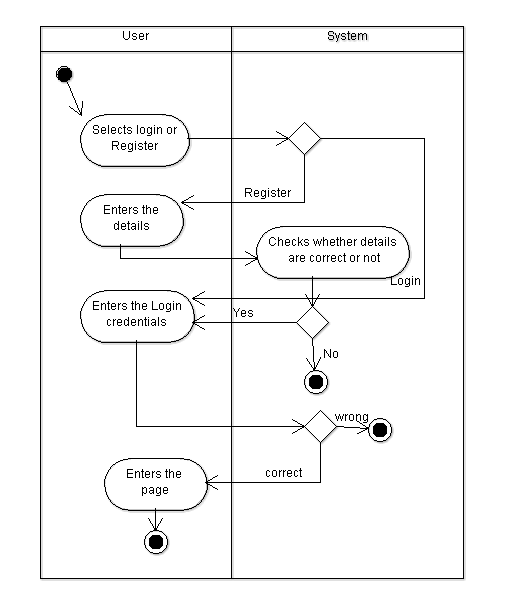 User
System
Selects login or
Register
Register
Enters the
details
Checks whether details
are correct or not
Login
Enters the Login
credentials
Yes
No
wrong
correct
Enters the
page